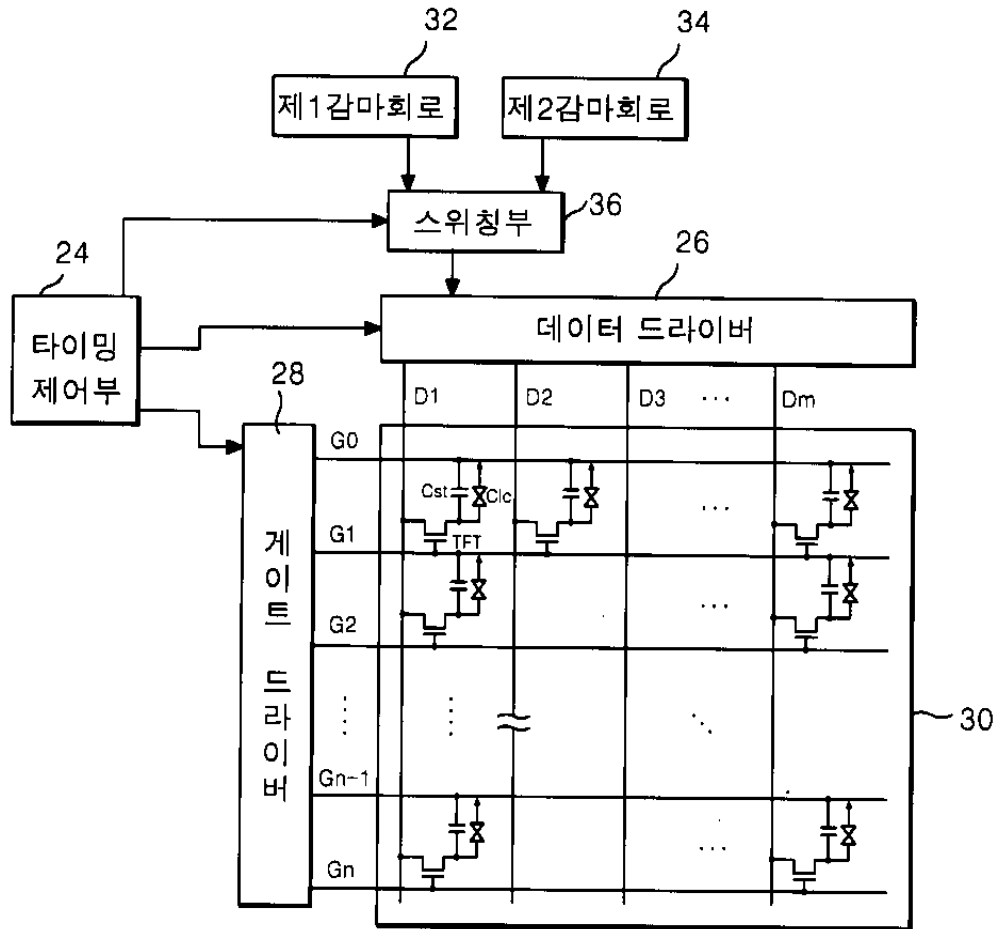 32
34
제1감마회로
제2감마회로
스위칭부
36
24
26
타이밍
제어부
데이터 드라이버
28
D1
D2
D3
...
Dm
G0
Cst
Clc
...
G1
TFT
게이트 드라이버
...
G2
30
Gn-1
...
Gn